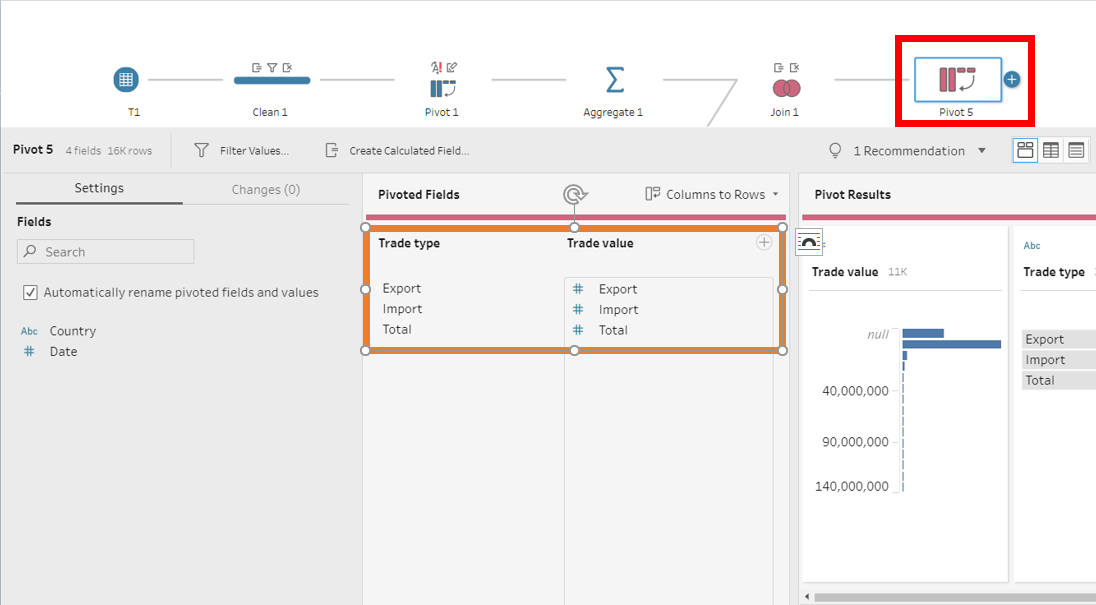 T1
Clean 1
Pivot 1
Aggregate 1
Join 1
Pivot 5
Pivot 5 4 fields 16K rows
Filter Values...
Create Calculated Field...
1 Recommendation
Settings
Changes (0)
Fields
Search
Automatically rename pivoted fields and values
Abc Country
# Date
Pivoted Fields
Columns to Rows
Trade type
Trade value
Export
Import
Total
# Export
# Import
# Total
Pivot Results
Trade value 11K
null
40,000,000
90,000,000
140,000,000
Abc
Trade type
Export
Import
Total